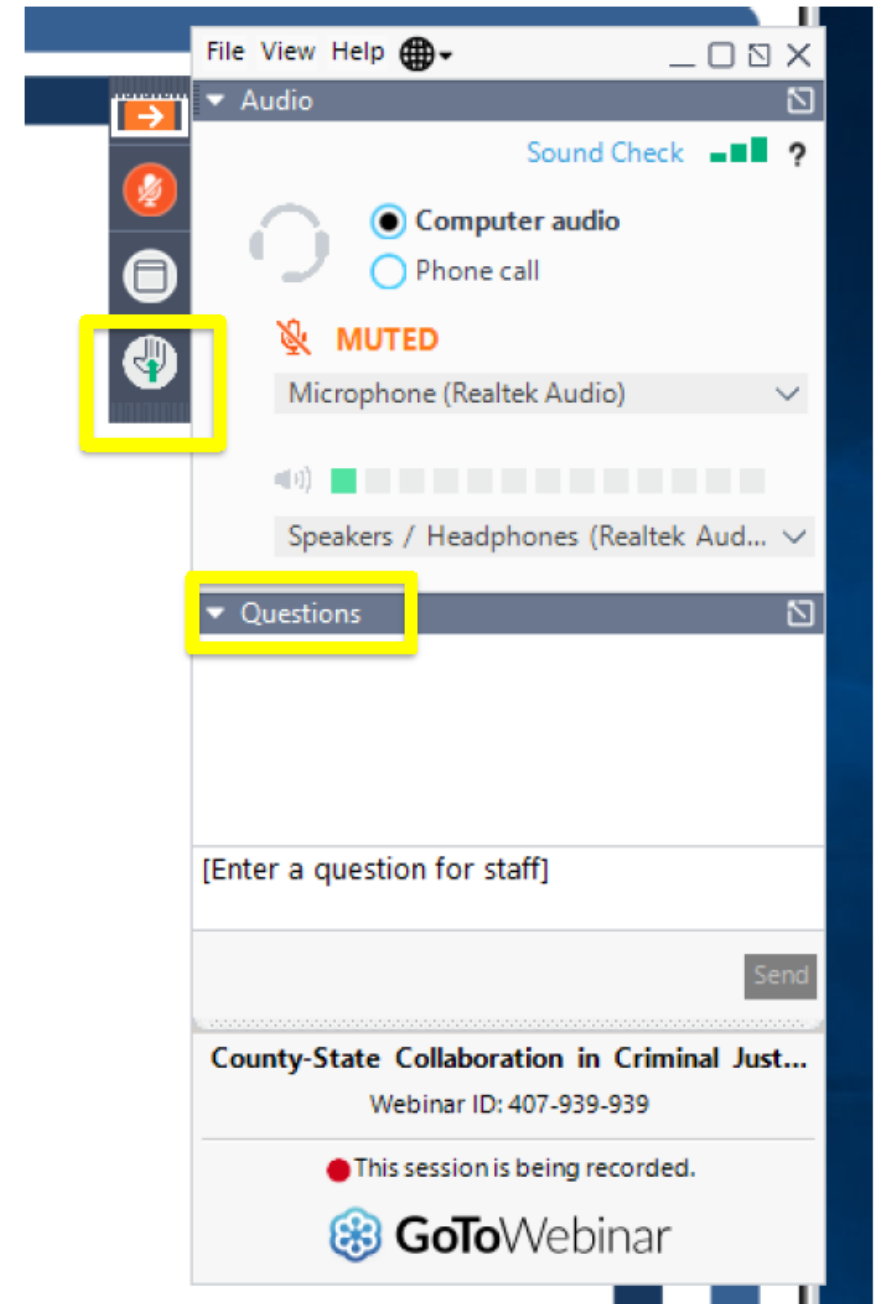 File View Help
Audio
Sound Check ?
Computer audio
Phone call
MUTED
Microphone (Realtek Audio)
Speakers / Headphones (Realtek Aud...
Questions
[Enter a question for staff]
Send
County-State Collaboration in Criminal Just...
Webinar ID: 407-939-939
This session is being recorded.
GoToWebinar